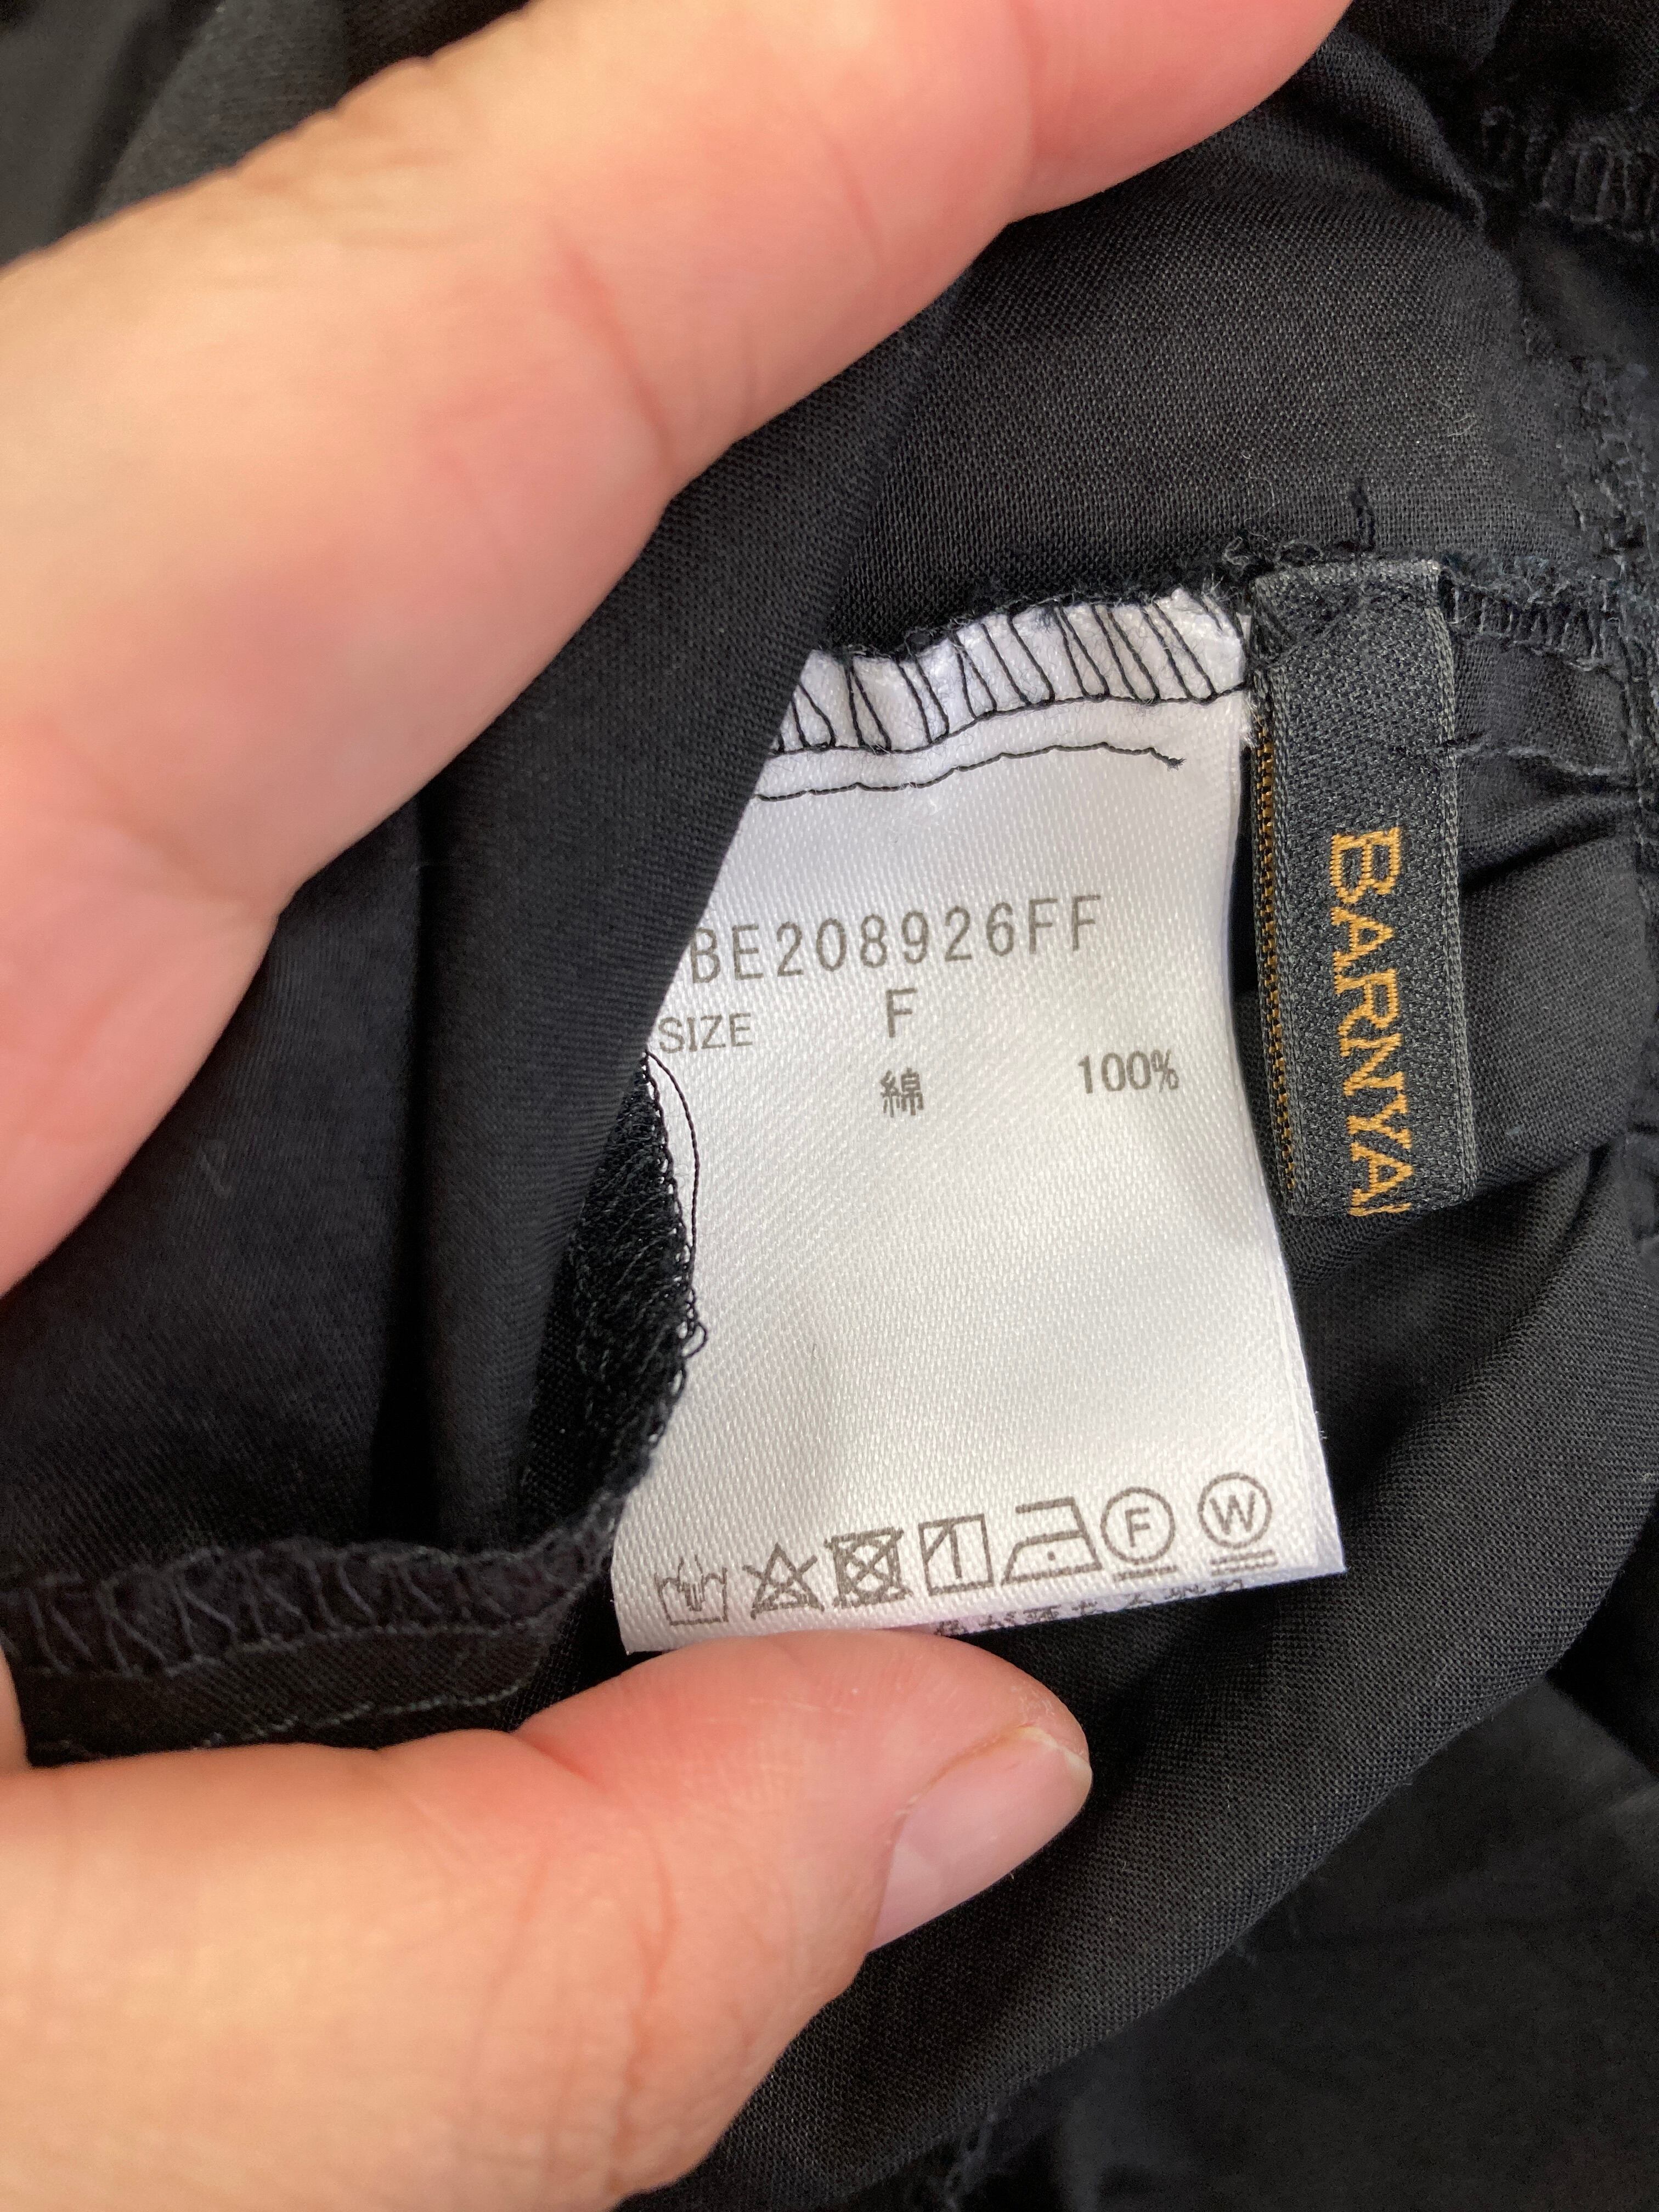 BE208926FF
SIZE F
綿 100%
F W
BARNYA